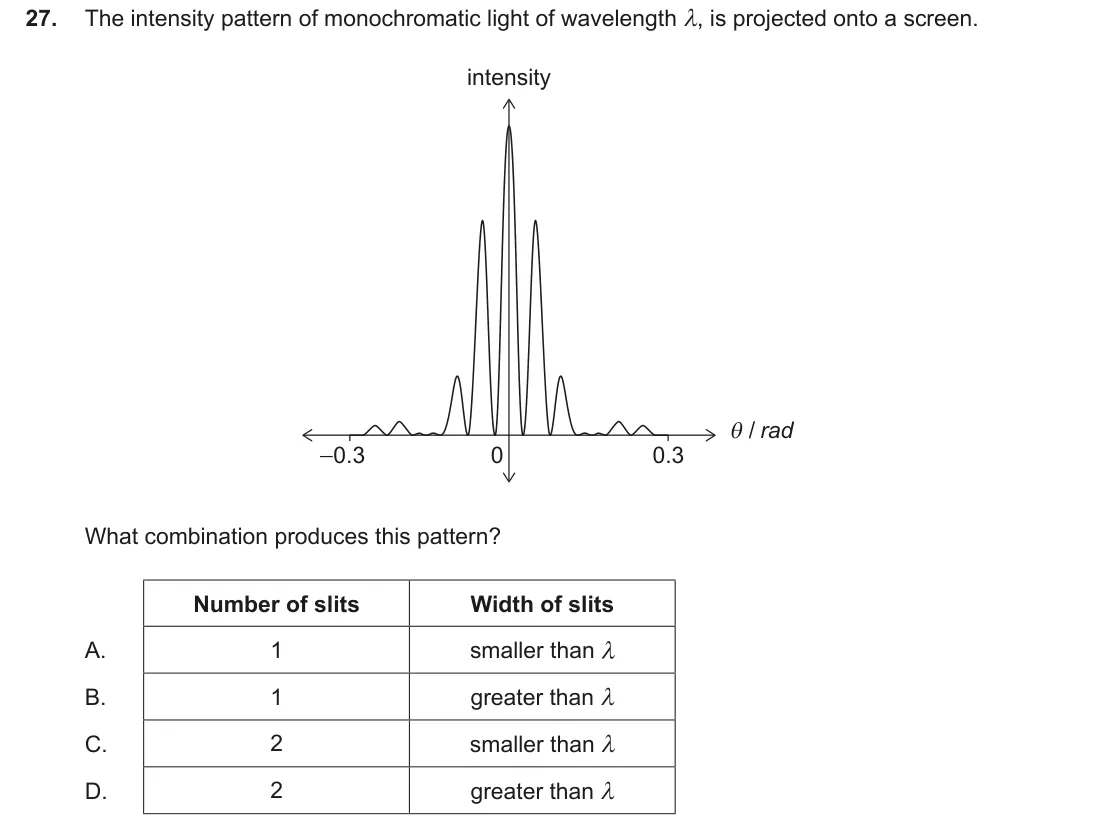 27. The intensity pattern of monochromatic light of wavelength λ, is projected onto a screen.
intensity
θ / rad
–0.3 0 0.3
What combination produces this pattern?
Number of slits Width of slits
A. 1 smaller than λ
B. 1 greater than λ
C. 2 smaller than λ
D. 2 greater than λ